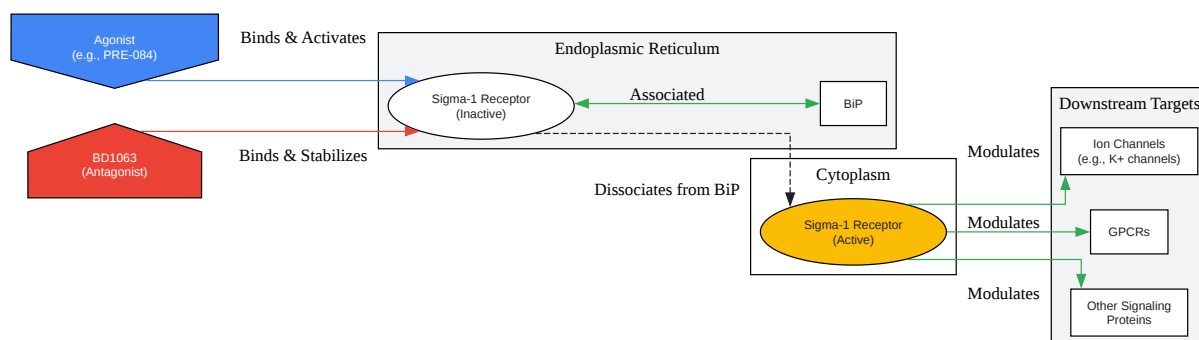 Agonist
(e.g., PRE-084)
Binds & Activates
BD1063
(Antagonist)
Binds & Stabilizes
Endoplasmic Reticulum
Sigma-1 Receptor
(Inactive)
Associated
BiP
Dissociates from BiP
Cytoplasm
Sigma-1 Receptor
(Active)
Modulates
Modulates
Modulates
Downstream Targets
Ion Channels
(e.g., K+ channels)
GPCRs
Other Signaling
Proteins